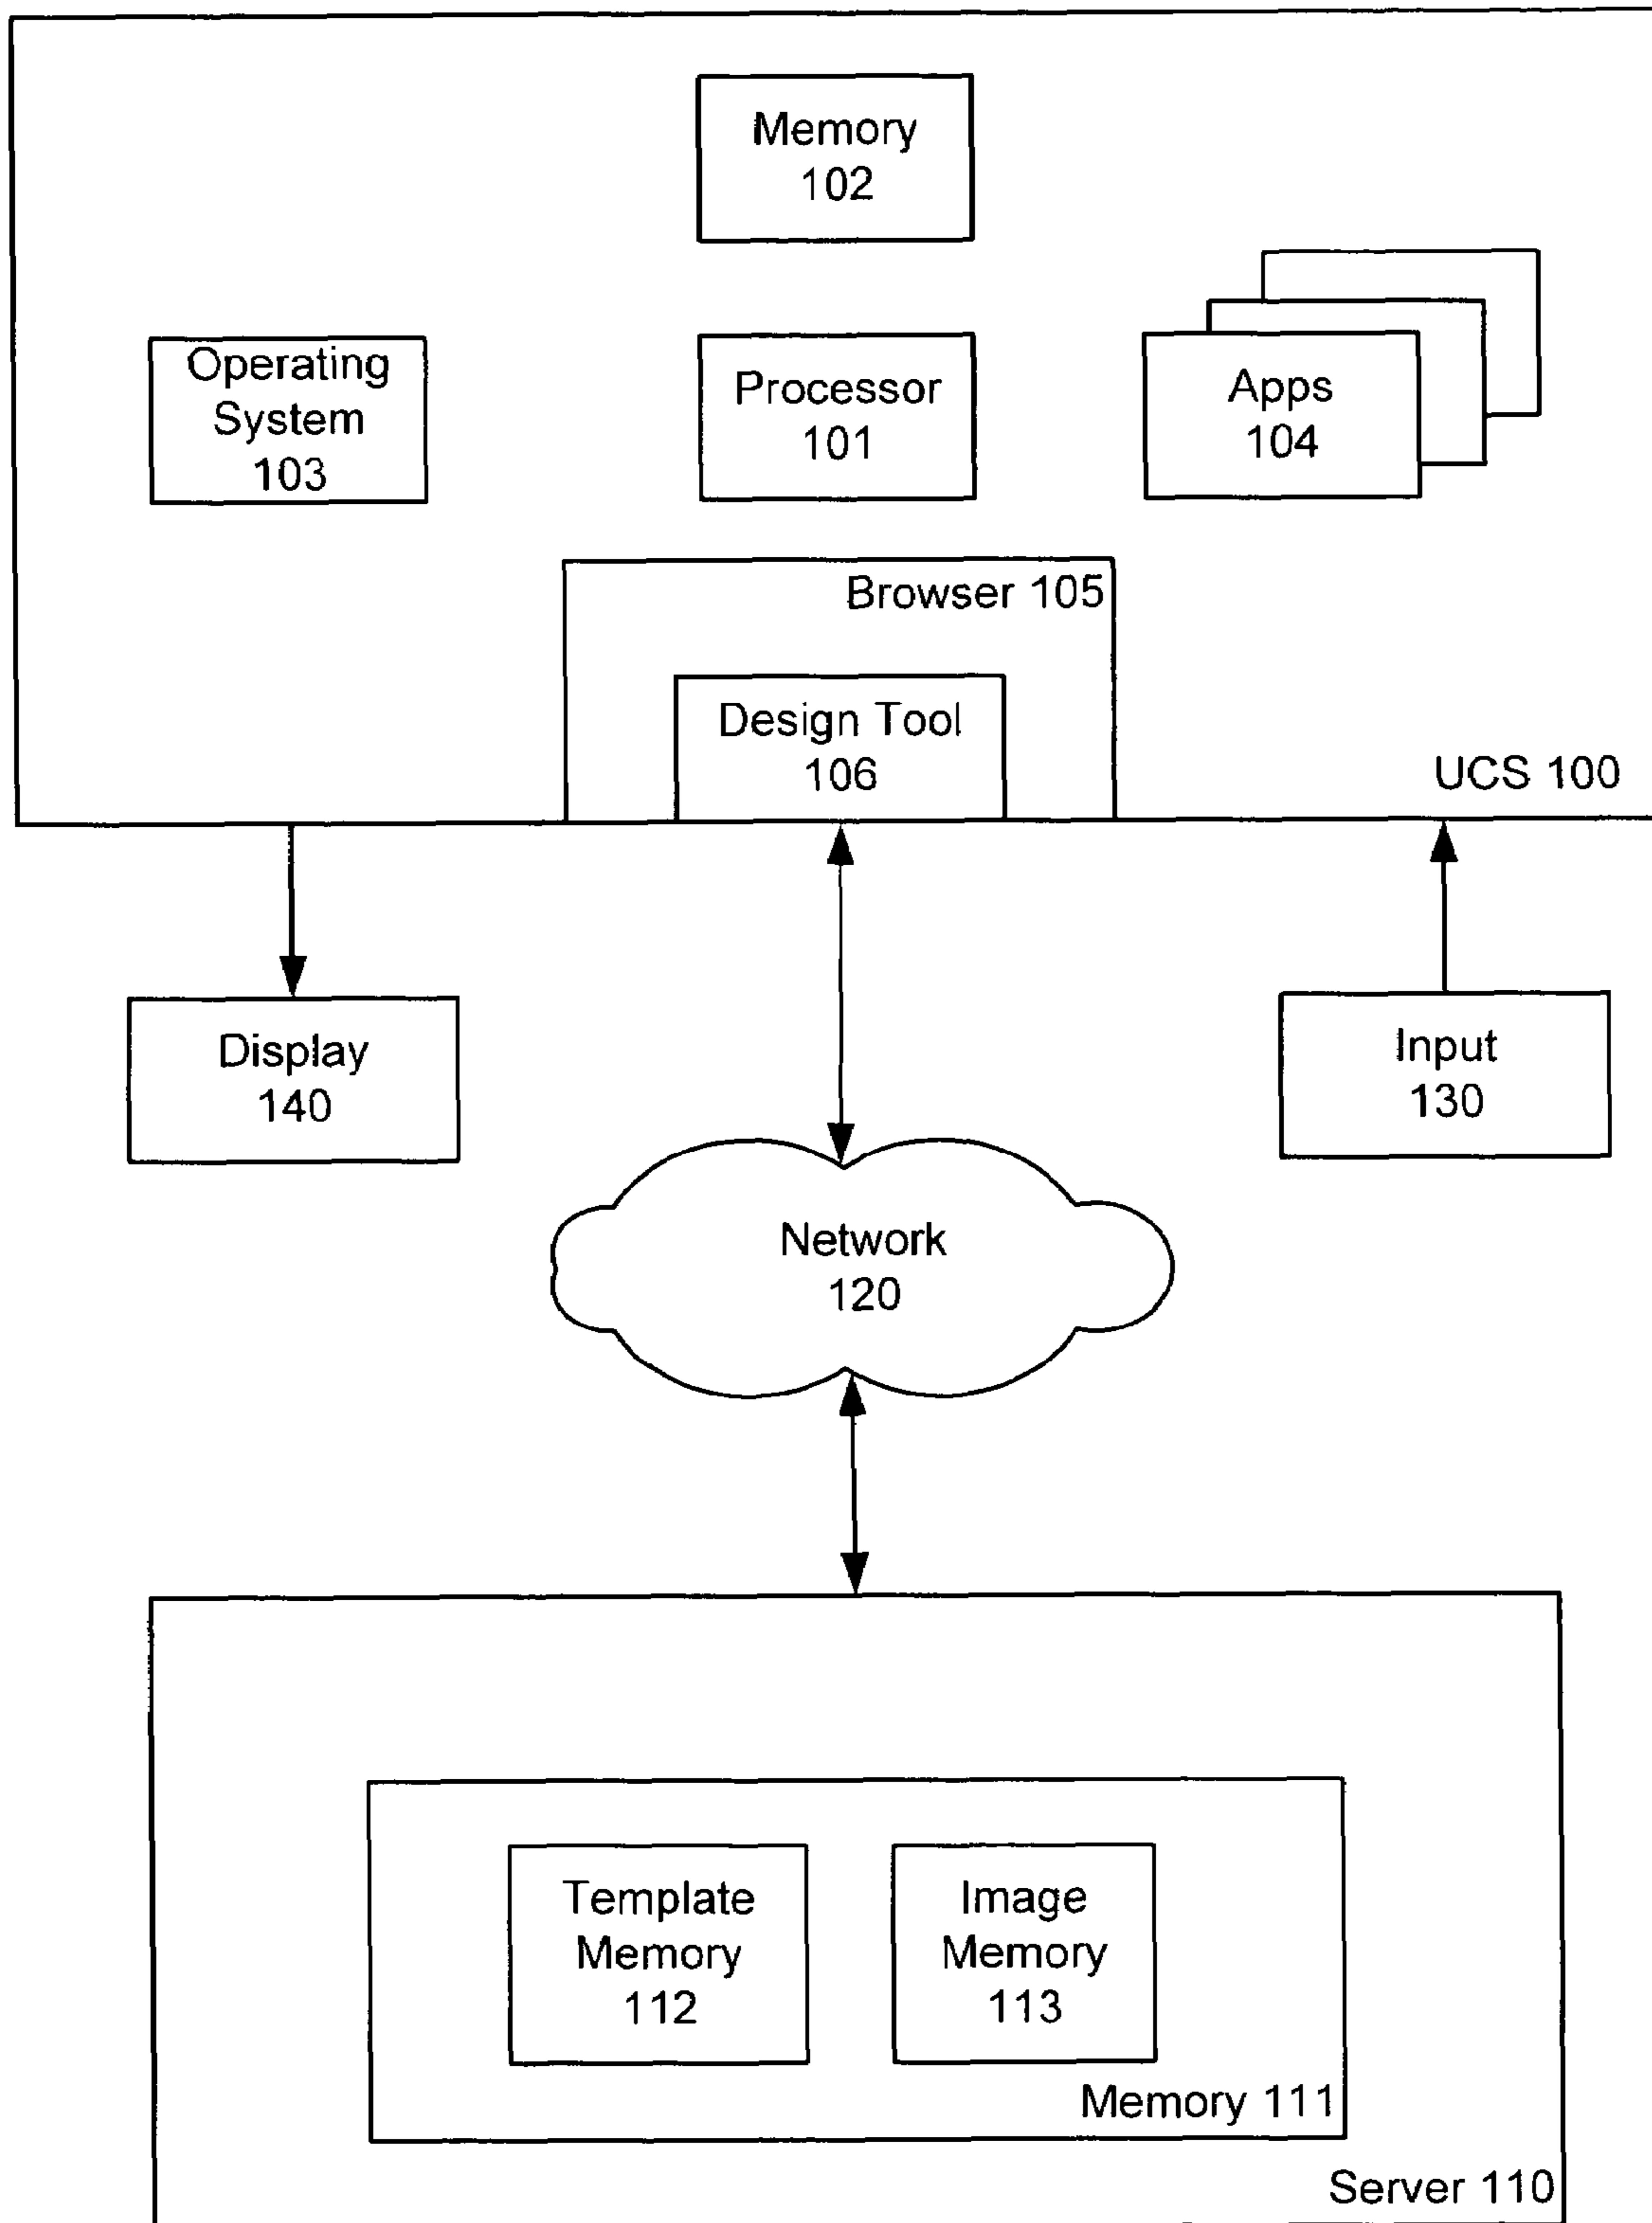 Memory
102
Operating
System
103
Processor
101
Apps
104
Browser 105
Design Tool
106
UCS 100
Display
140
Input
130
Network
120
Template
Memory
112
Image
Memory
113
Memory 111
Server 110